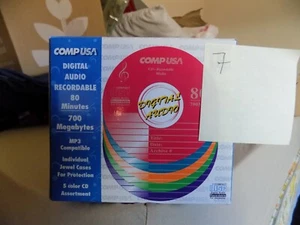 COMP USA
DIGITAL
AUDIO
RECORDABLE
80
Minutes
700
Megabytes
MP3
Compatible
Individual
Jewel Cases
For Protection
5 color CD
Assortment
COMP USA
DIGITAL
AUDIO
7